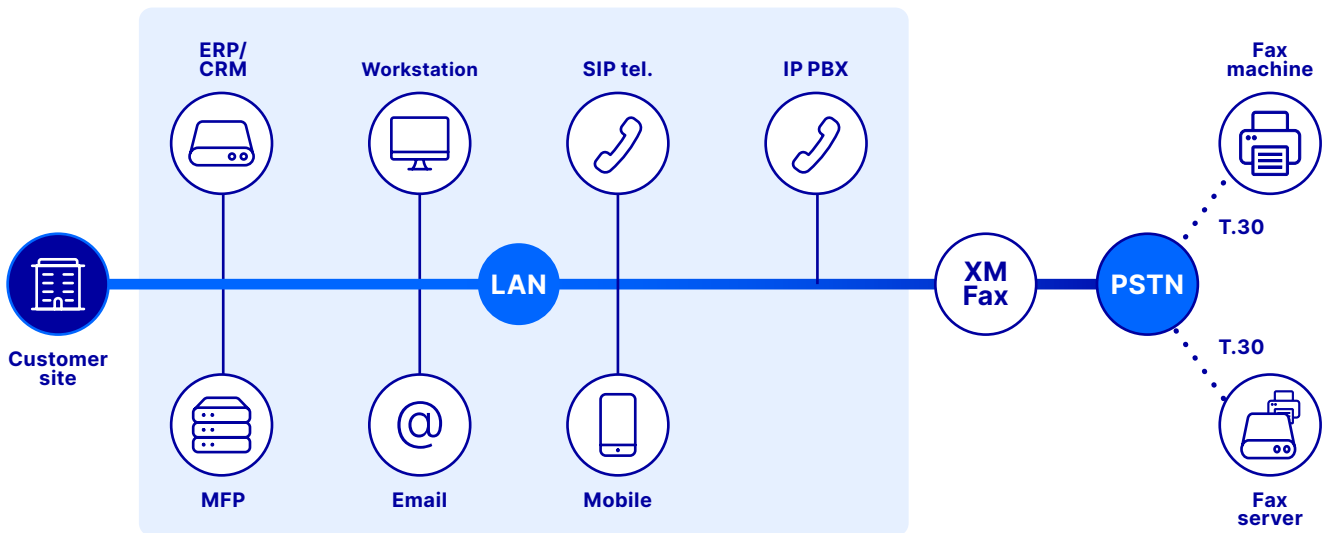 ERP/
CRM
Workstation
SIP tel.
IP PBX
Fax
machine
T.30
LAN
XM
Fax
PSTN
Customer
site
T.30
@
MFP
Email
Mobile
Fax
server